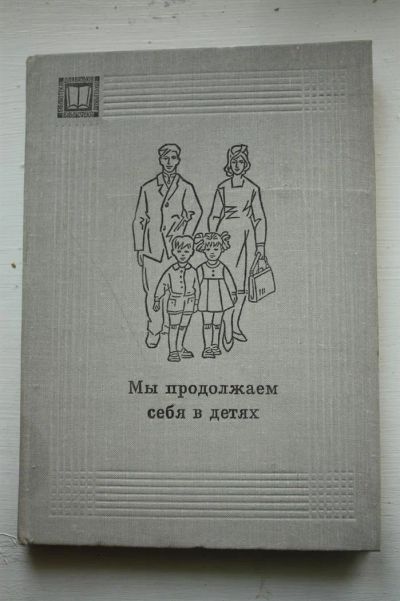 Мы продолжаем
себя в детях